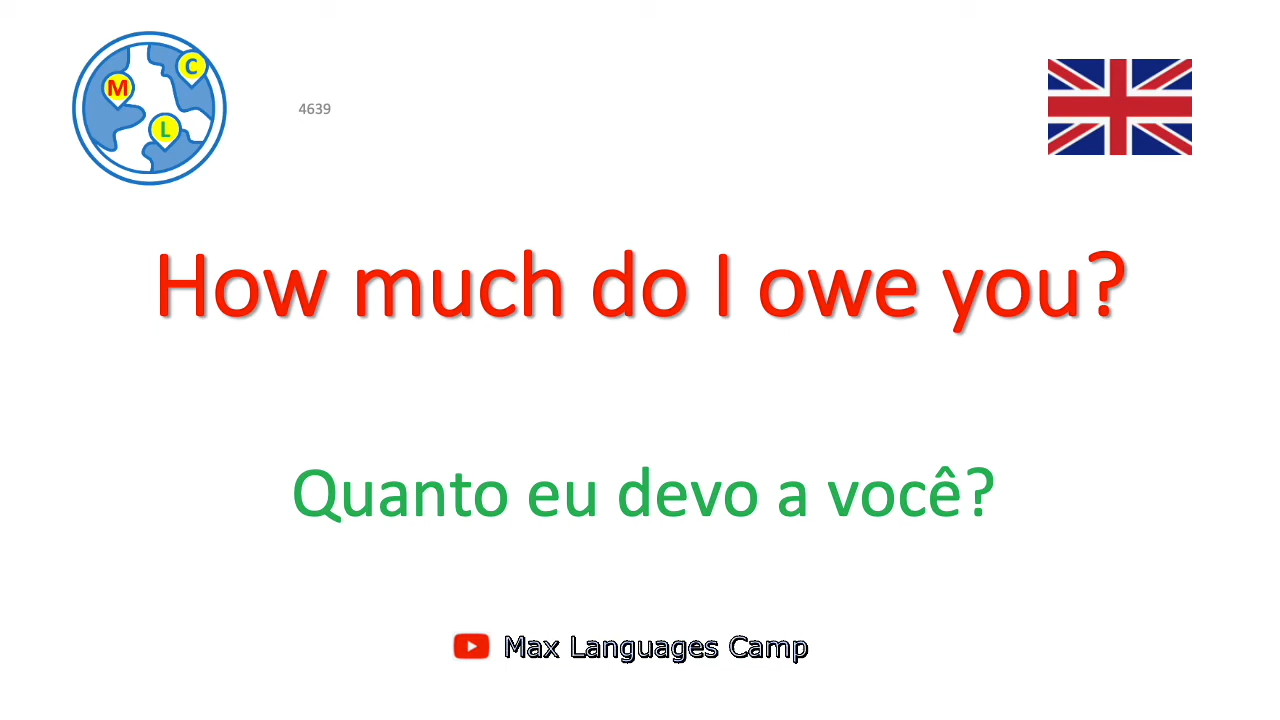 M
C
L
4639
How much do I owe you?
Quanto eu devo a você?
Max Languages Camp